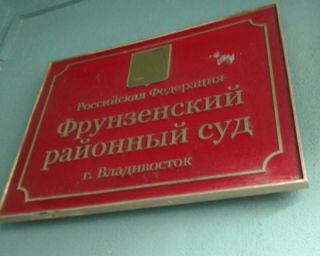 Российская Федерация
Фрунзенский
районный суд
г. Владивосток